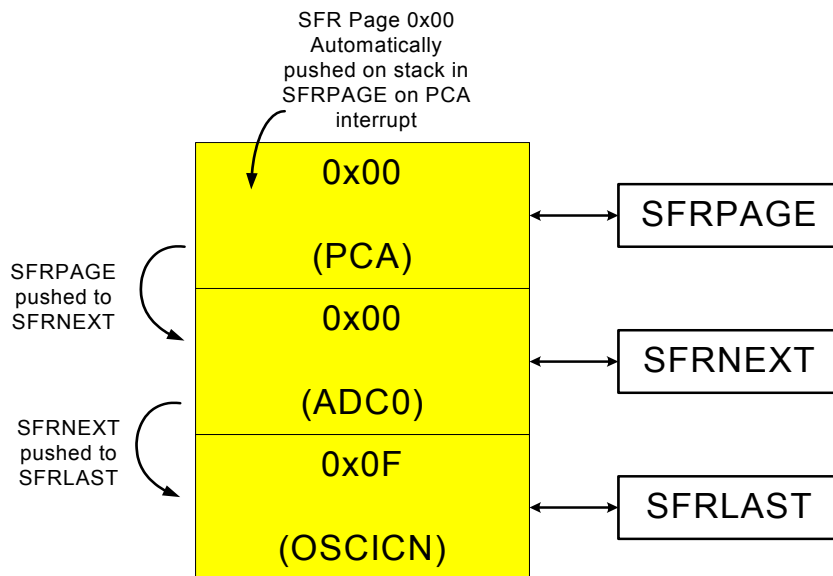 SFR Page 0x00
Automatically
pushed on stack in
SFRPAGE on PCA
interrupt
0x00
(PCA)
SFRPAGE
SFRPAGE
pushed to
SFRNEXT
0x00
(ADC0)
SFRNEXT
SFRNEXT
pushed to
SFRLAST
0x0F
(OSCICN)
SFRLAST